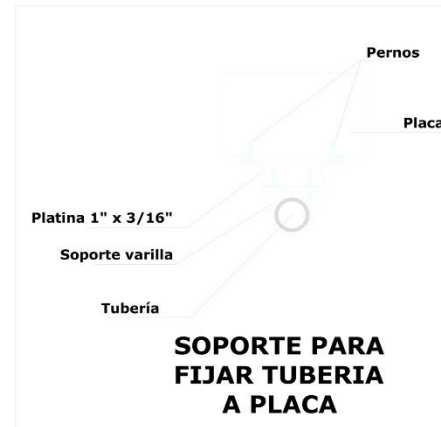 Pernos
Placa
Platina 1" x 3/16"
Soporte varilla
Tubería
SOPORTE PARA
FIJAR TUBERIA
A PLACA